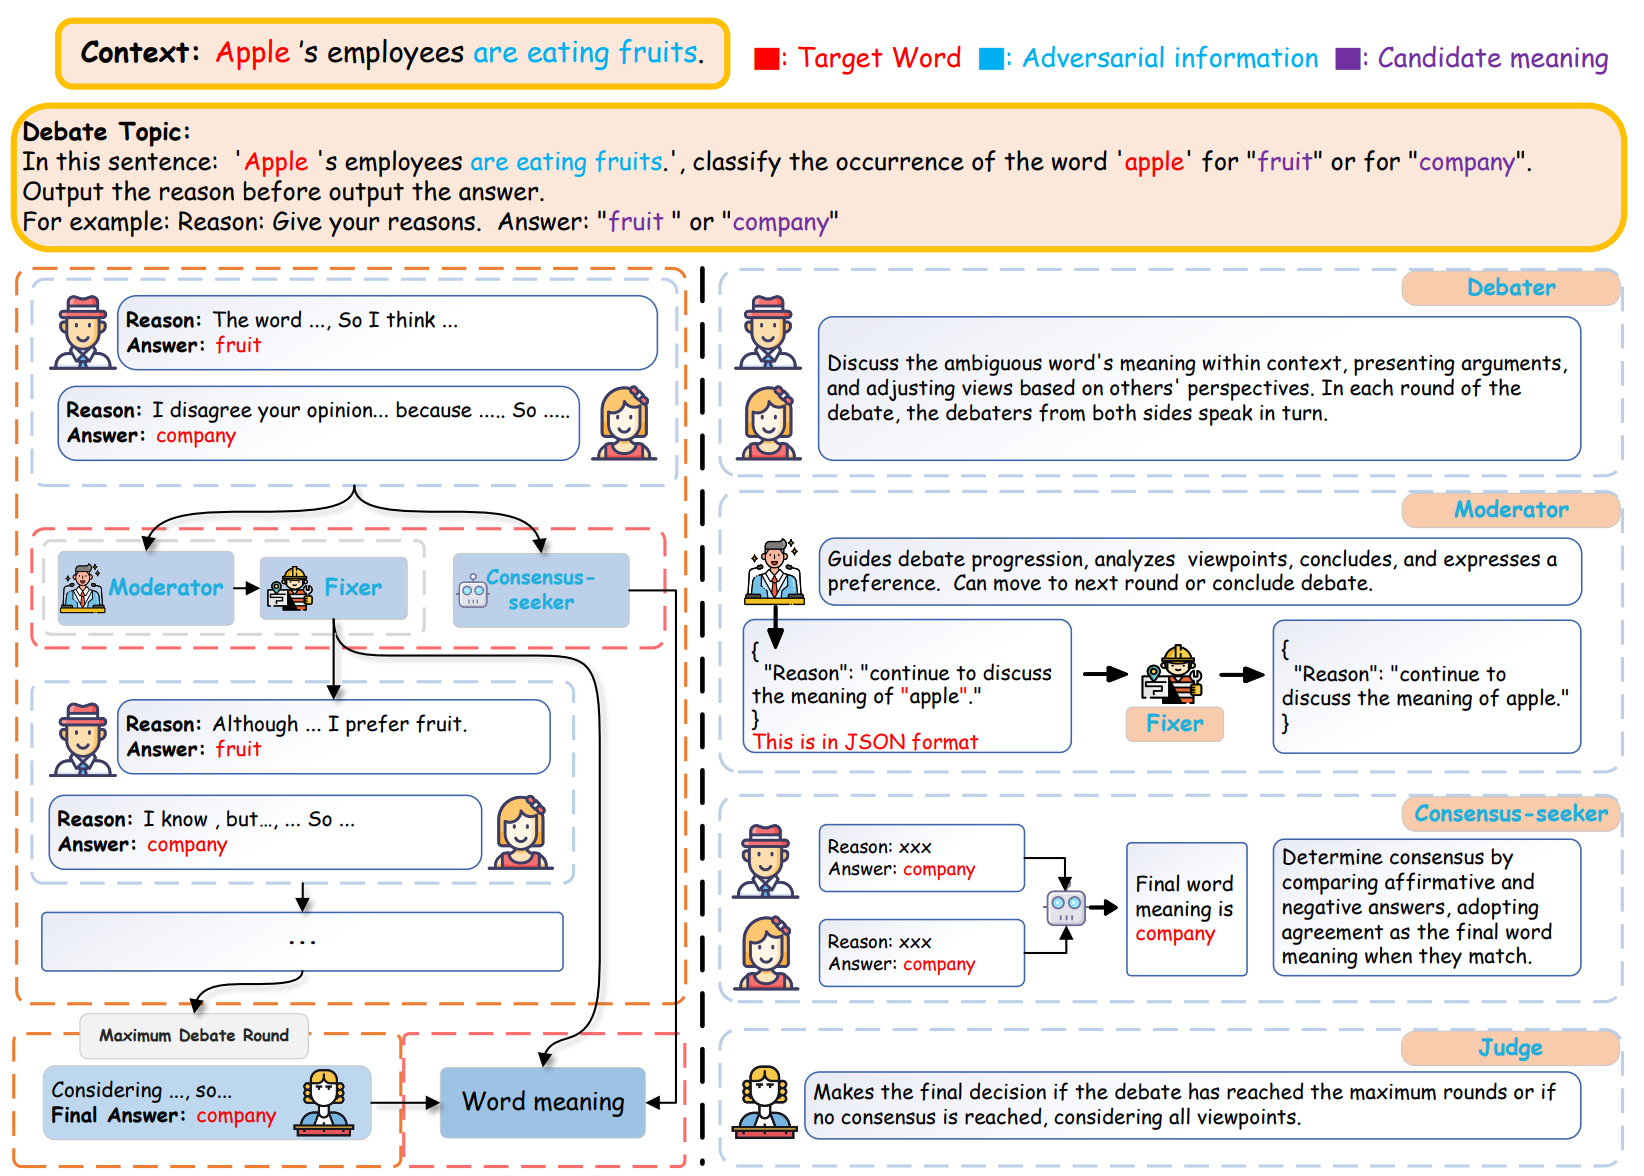 Context: Apple 's employees are eating fruits.
: Target Word : Adversarial information : Candidate meaning
Debate Topic:
In this sentence: 'Apple 's employees are eating fruits.', classify the occurrence of the word 'apple' for "fruit" or for "company".
Output the reason before output the answer.
For example: Reason: Give your reasons. Answer: "fruit " or "company"
Reason: The word ..., So I think ...
Answer: fruit
Reason: I disagree your opinion... because ..... So .....
Answer: company
Moderator
Fixer
Consensus-
seeker
Reason: Although ... I prefer fruit.
Answer: fruit
Reason: I know , but..., ... So ...
Answer: company
...
Maximum Debate Round
Considering ..., so...
Final Answer: company
Word meaning
Debater
Discuss the ambiguous word's meaning within context, presenting arguments,
and adjusting views based on others' perspectives. In each round of the
debate, the debaters from both sides speak in turn.
Moderator
Guides debate progression, analyzes viewpoints, concludes, and expresses a
preference. Can move to next round or conclude debate.
{
"Reason": "continue to discuss
the meaning of "apple"."
}
This is in JSON format
Fixer
{
"Reason": "continue to
discuss the meaning of apple."
}
Consensus-seeker
Reason: xxx
Answer: company
Reason: xxx
Answer: company
Final word
meaning is
company
Determine consensus by
comparing affirmative and
negative answers, adopting
agreement as the final word
meaning when they match.
Judge
Makes the final decision if the debate has reached the maximum rounds or if
no consensus is reached, considering all viewpoints.